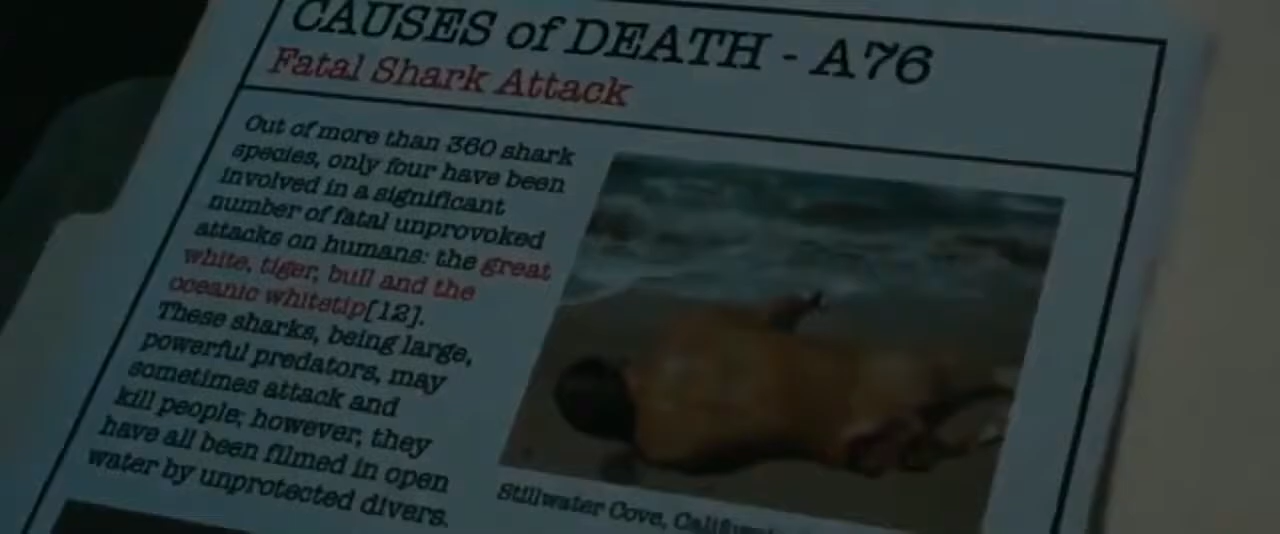 CAUSES of DEATH - A76
Fatal Shark Attack
Out of more than 360 shark
species, only four have been
involved in a significant
number of fatal unprovoked
attacks on humans: the great
white, tiger, bull and the
oceanic whitetip[12].
These sharks, being large,
powerful predators, may
sometimes attack and
kill people; however, they
have all been filmed in open
water by unprotected divers.
Stillwater Cove,